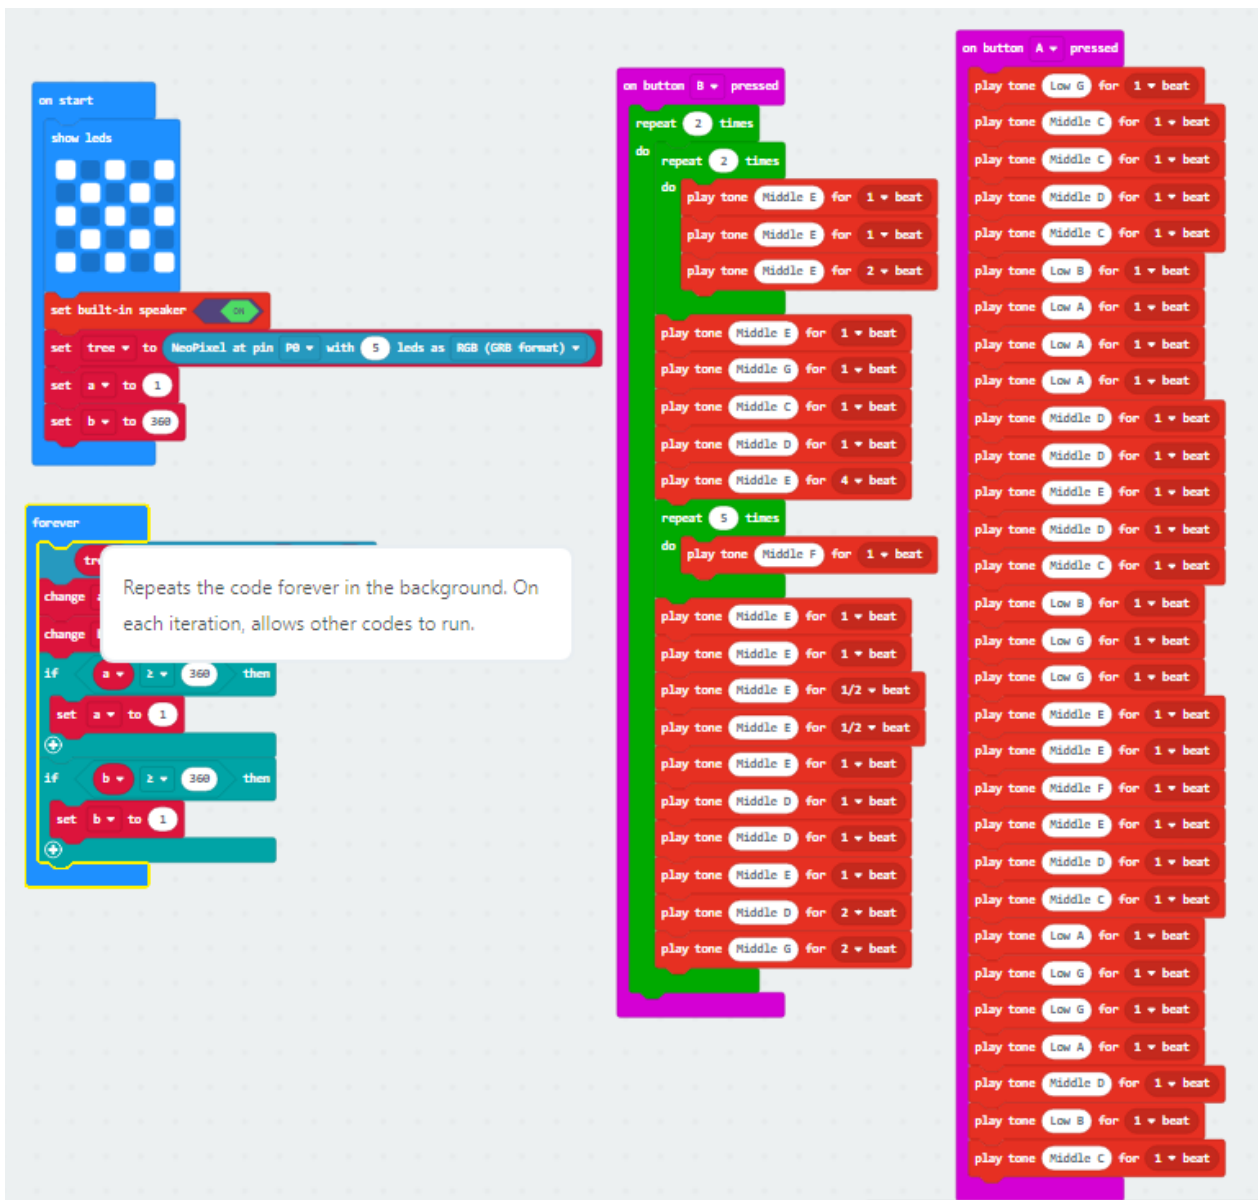 on start
show leds
set built-in speaker ON
set tree to NeoPixel at pin P0 with 5 leds as RGB (GRB format)
set a to 1
set b to 360
forever
change
change
Repeats the code forever in the background. On
each iteration, allows other codes to run.
if a ≥ 360 then
set a to 1
if b ≥ 360 then
set b to 1
on button B pressed
repeat 2 times
do
repeat 2 times
do
play tone Middle E for 1 beat
play tone Middle E for 1 beat
play tone Middle E for 2 beat
play tone Middle E for 1 beat
play tone Middle G for 1 beat
play tone Middle C for 1 beat
play tone Middle D for 1 beat
play tone Middle E for 4 beat
repeat 5 times
do
play tone Middle F for 1 beat
play tone Middle E for 1 beat
play tone Middle E for 1 beat
play tone Middle E for 1/2 beat
play tone Middle E for 1/2 beat
play tone Middle E for 1 beat
play tone Middle D for 1 beat
play tone Middle D for 1 beat
play tone Middle E for 1 beat
play tone Middle D for 2 beat
play tone Middle G for 2 beat
on button A pressed
play tone Low G for 1 beat
play tone Middle C for 1 beat
play tone Middle C for 1 beat
play tone Middle D for 1 beat
play tone Middle C for 1 beat
play tone Low B for 1 beat
play tone Low A for 1 beat
play tone Low A for 1 beat
play tone Low A for 1 beat
play tone Middle D for 1 beat
play tone Middle D for 1 beat
play tone Middle E for 1 beat
play tone Middle D for 1 beat
play tone Middle C for 1 beat
play tone Low B for 1 beat
play tone Low G for 1 beat
play tone Low G for 1 beat
play tone Middle E for 1 beat
play tone Middle E for 1 beat
play tone Middle F for 1 beat
play tone Middle E for 1 beat
play tone Middle D for 1 beat
play tone Middle C for 1 beat
play tone Low A for 1 beat
play tone Low G for 1 beat
play tone Low G for 1 beat
play tone Low A for 1 beat
play tone Middle D for 1 beat
play tone Low B for 1 beat
play tone Middle C for 1 beat